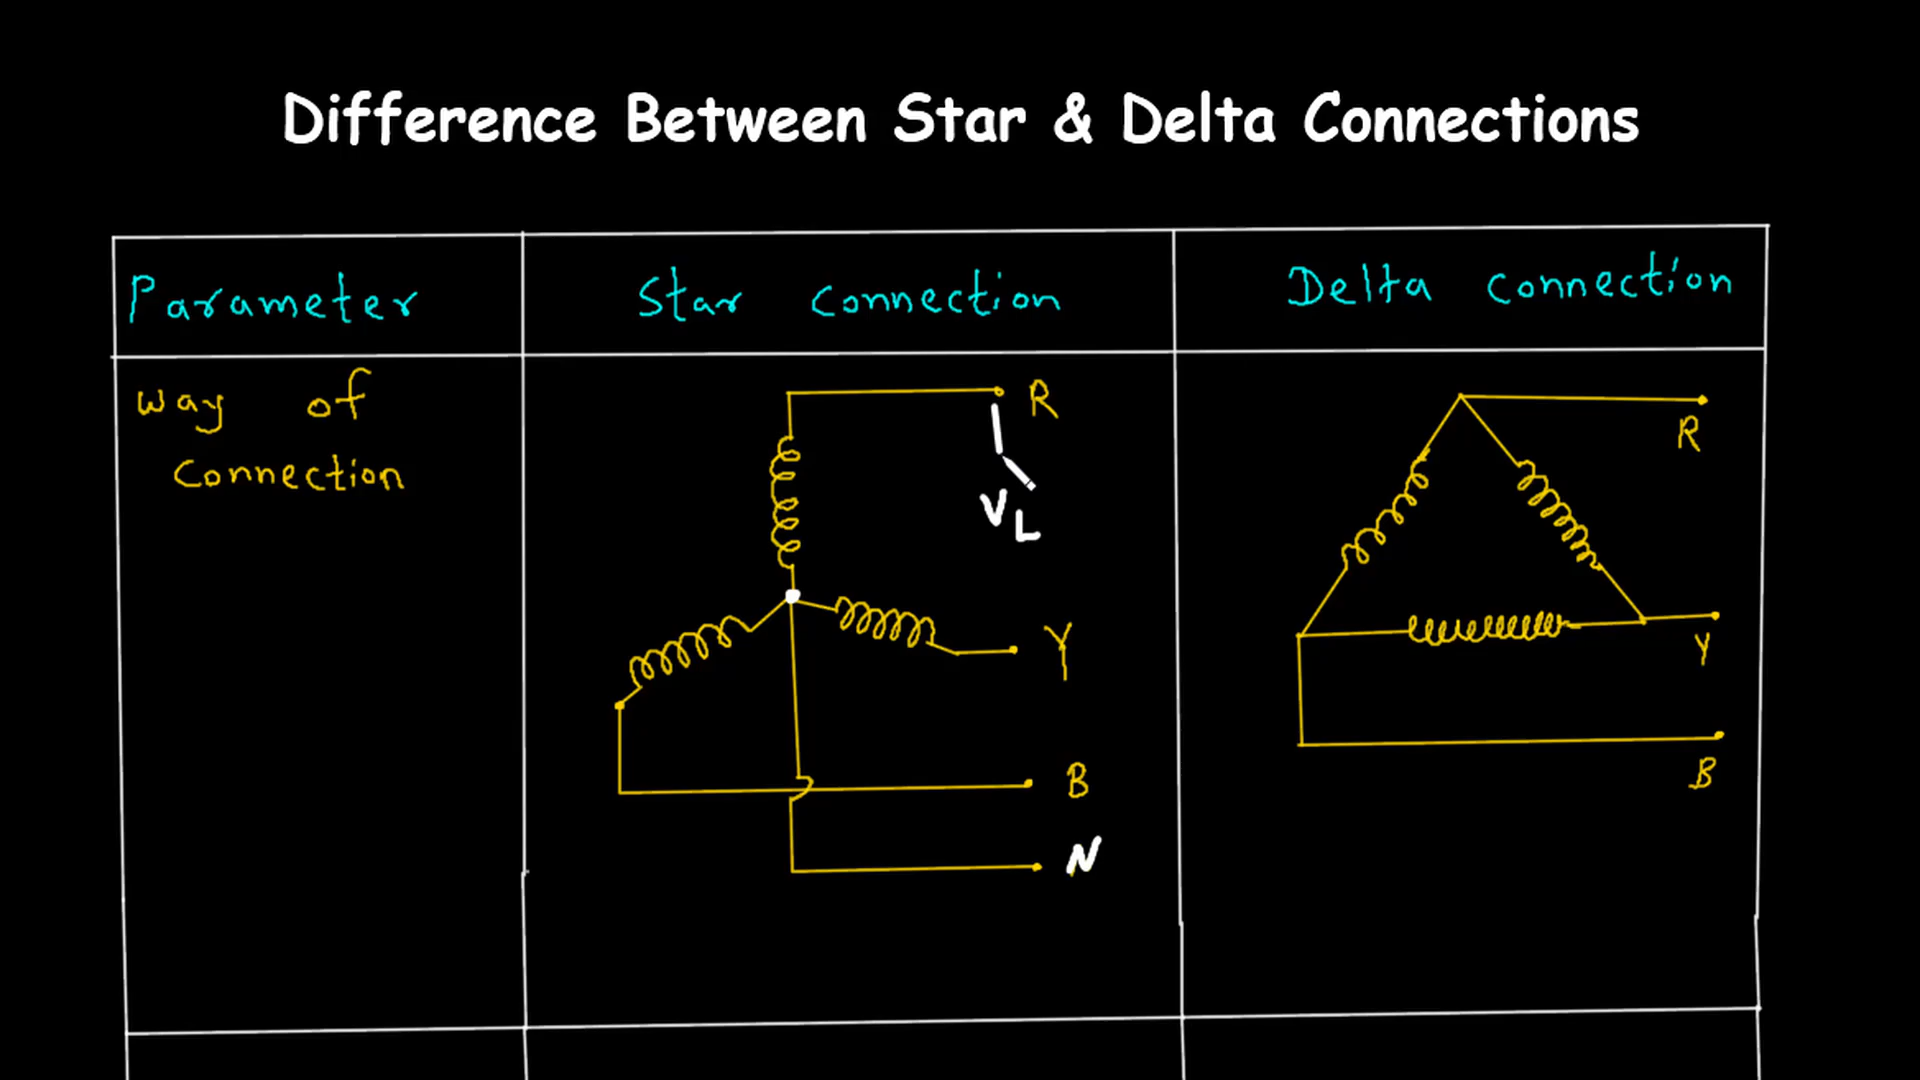 Difference Between Star & Delta Connections
Parameter
Star Connection
Delta Connection
Way of
Connection
R
VL
Y
B
N
R
Y
B